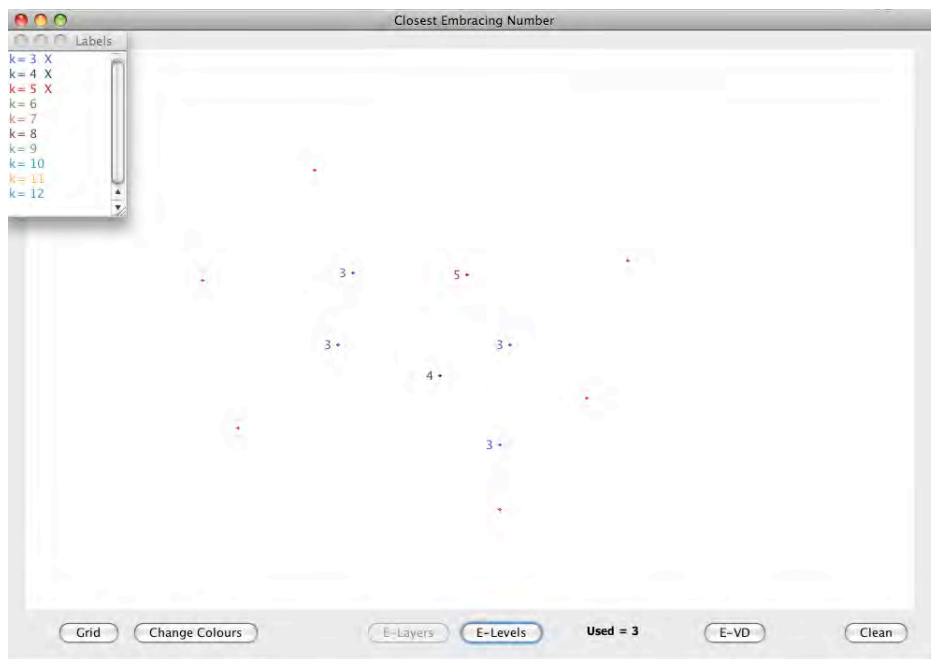 Closest Embracing Number
Labels
k= 3 X
k= 4 X
k= 5 X
k= 6
k= 7
k= 8
k= 9
k= 10
k= 11
k= 12
3
5
3
3
4
3
Grid
Change Colours
E-Layers
E-Levels
Used = 3
E-VD
Clean